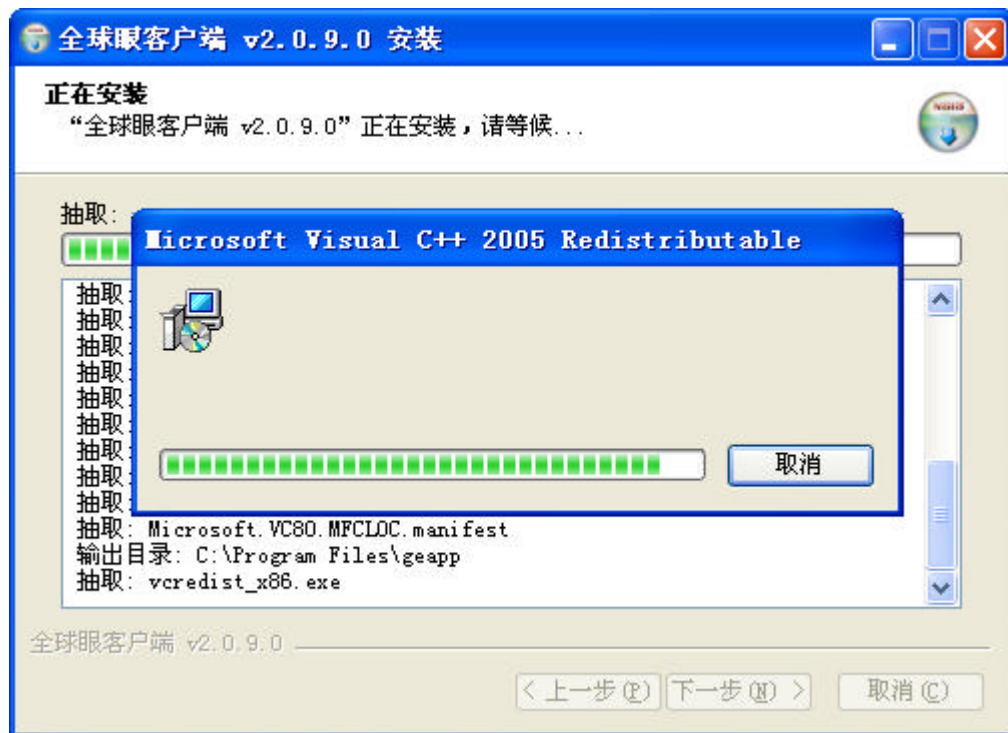 全球眼客户端 v2.0.9.0 安装
正在安装
“全球眼客户端 v2.0.9.0”正在安装，请等候...
抽取:
Microsoft Visual C++ 2005 Redistributable
抽取:
抽取:
抽取:
抽取:
抽取:
抽取:
抽取:
抽取:
抽取:
取消
抽取: Microsoft.VC80.MFCLOC.manifest
输出目录: C:\Program Files\geapp
抽取: vcredist_x86.exe
全球眼客户端 v2.0.9.0
< 上一步(P) 下一步(N) > 取消(C)